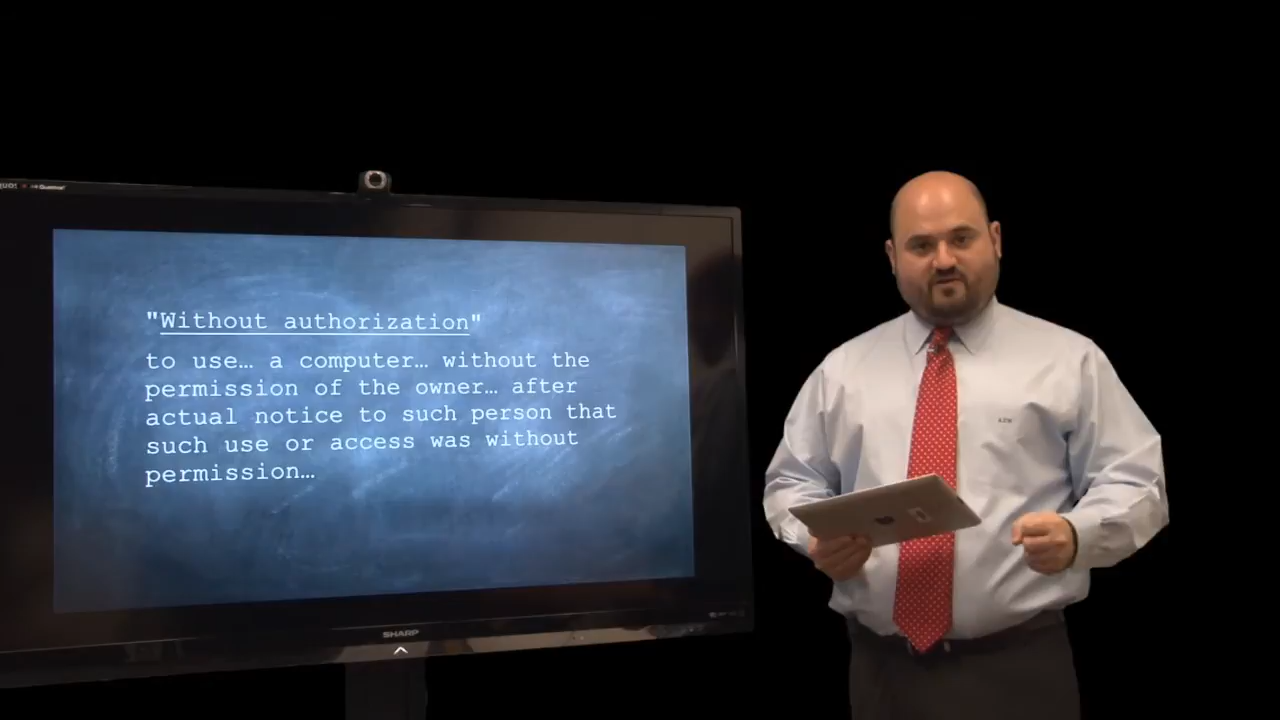 "Without authorization"
to use… a computer… without the
permission of the owner… after
actual notice to such person that
such use or access was without
permission…
SHARP